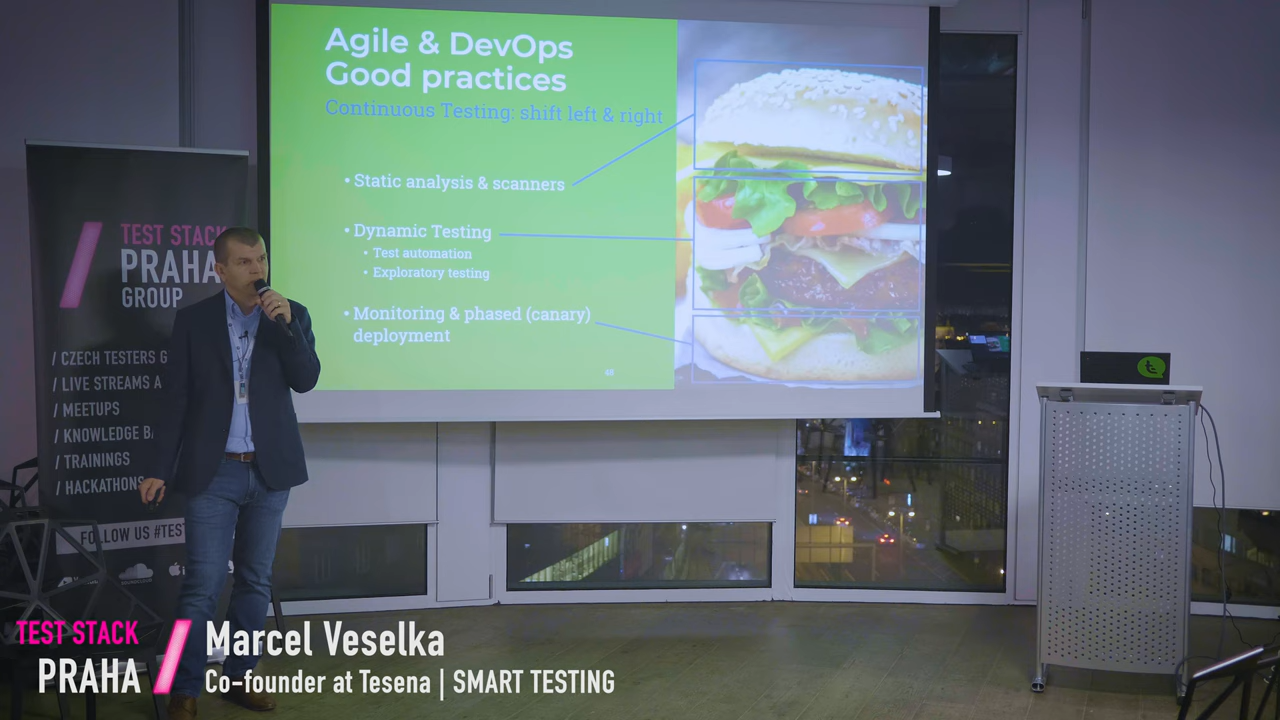 Agile & DevOps
Good practices
Continuous Testing: shift left & right
• Static analysis & scanners
• Dynamic Testing
• Test automation
• Exploratory testing
• Monitoring & phased (canary)
deployment
/ TEST STACK
PRAHA
GROUP
/ CZECH TESTERS G
/ LIVE STREAMS A
/ MEETUPS
/ KNOWLEDGE
/ TRAININGS
/ HACKATHONS
FOLLOW US #TEST
TEST STACK
PRAHA /
Marcel Veselka
Co-founder at Tesena | SMART TESTING